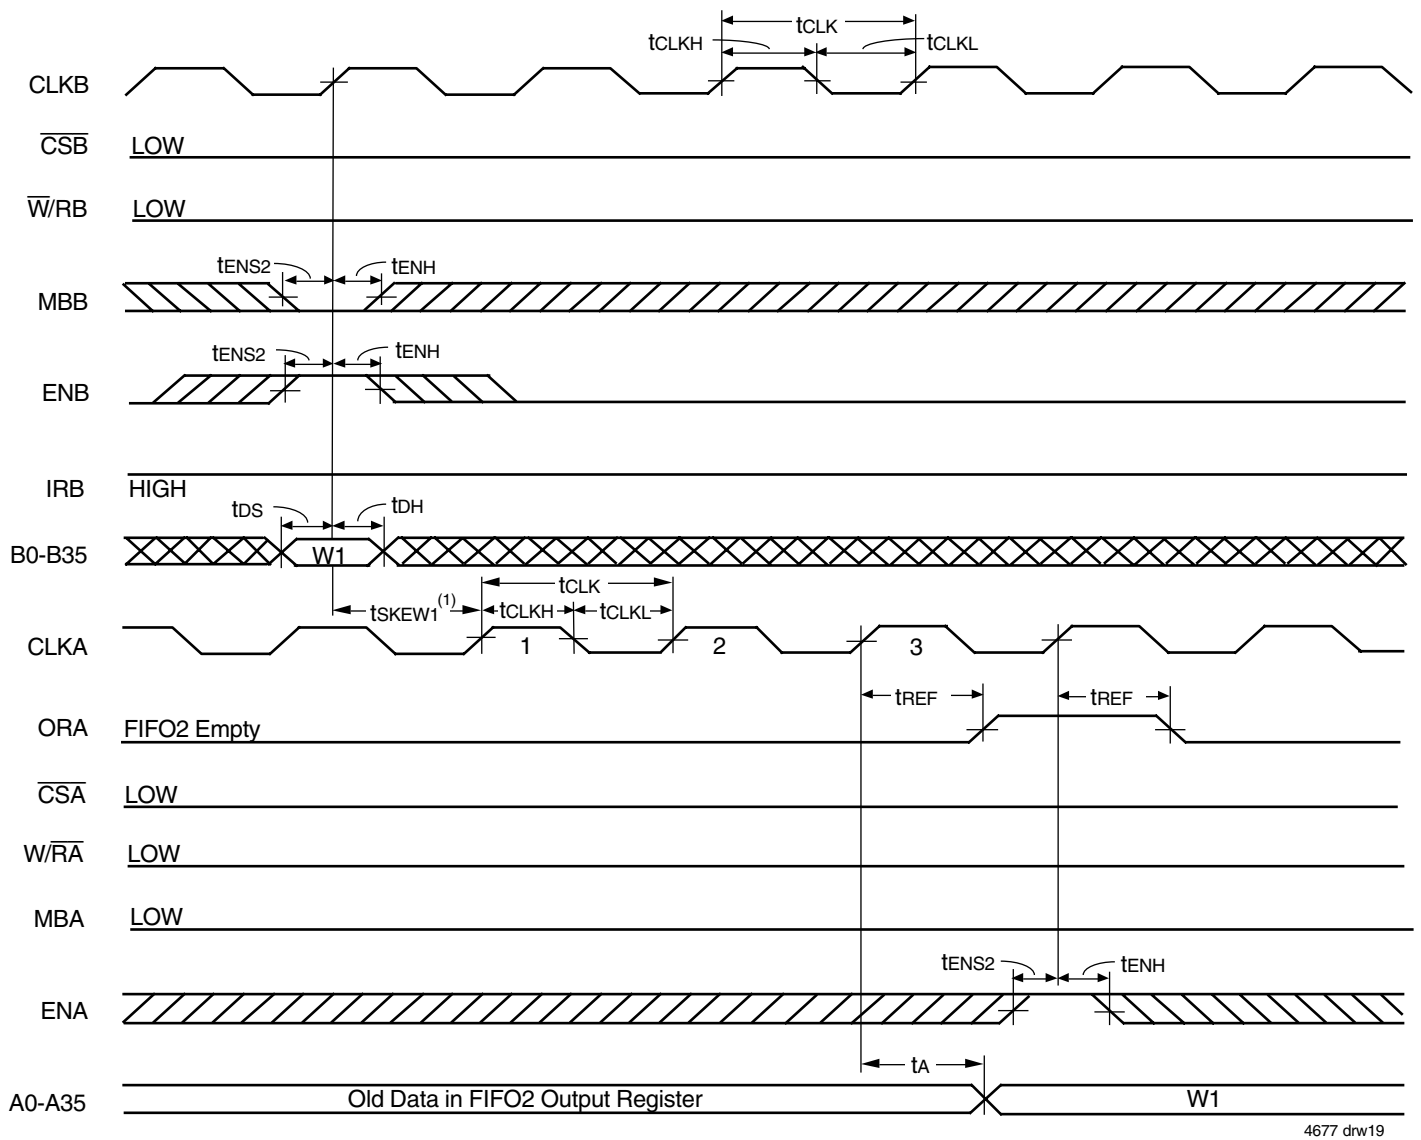 tCLK
tCLKH tCLKL
CLKB
CSB LOW
W/RB LOW
tENS2 tENH
MBB
tENS2 tENH
ENB
IRB HIGH
tDS tDH
B0-B35 W1
tCLK
tSKEW1(1) tCLKH tCLKL
CLKA 1 2 3
tREF tREF
ORA FIFO2 Empty
CSA LOW
W/RA LOW
MBA LOW
tENS2 tENH
ENA
tA
A0-A35 Old Data in FIFO2 Output Register W1
4677 drw19